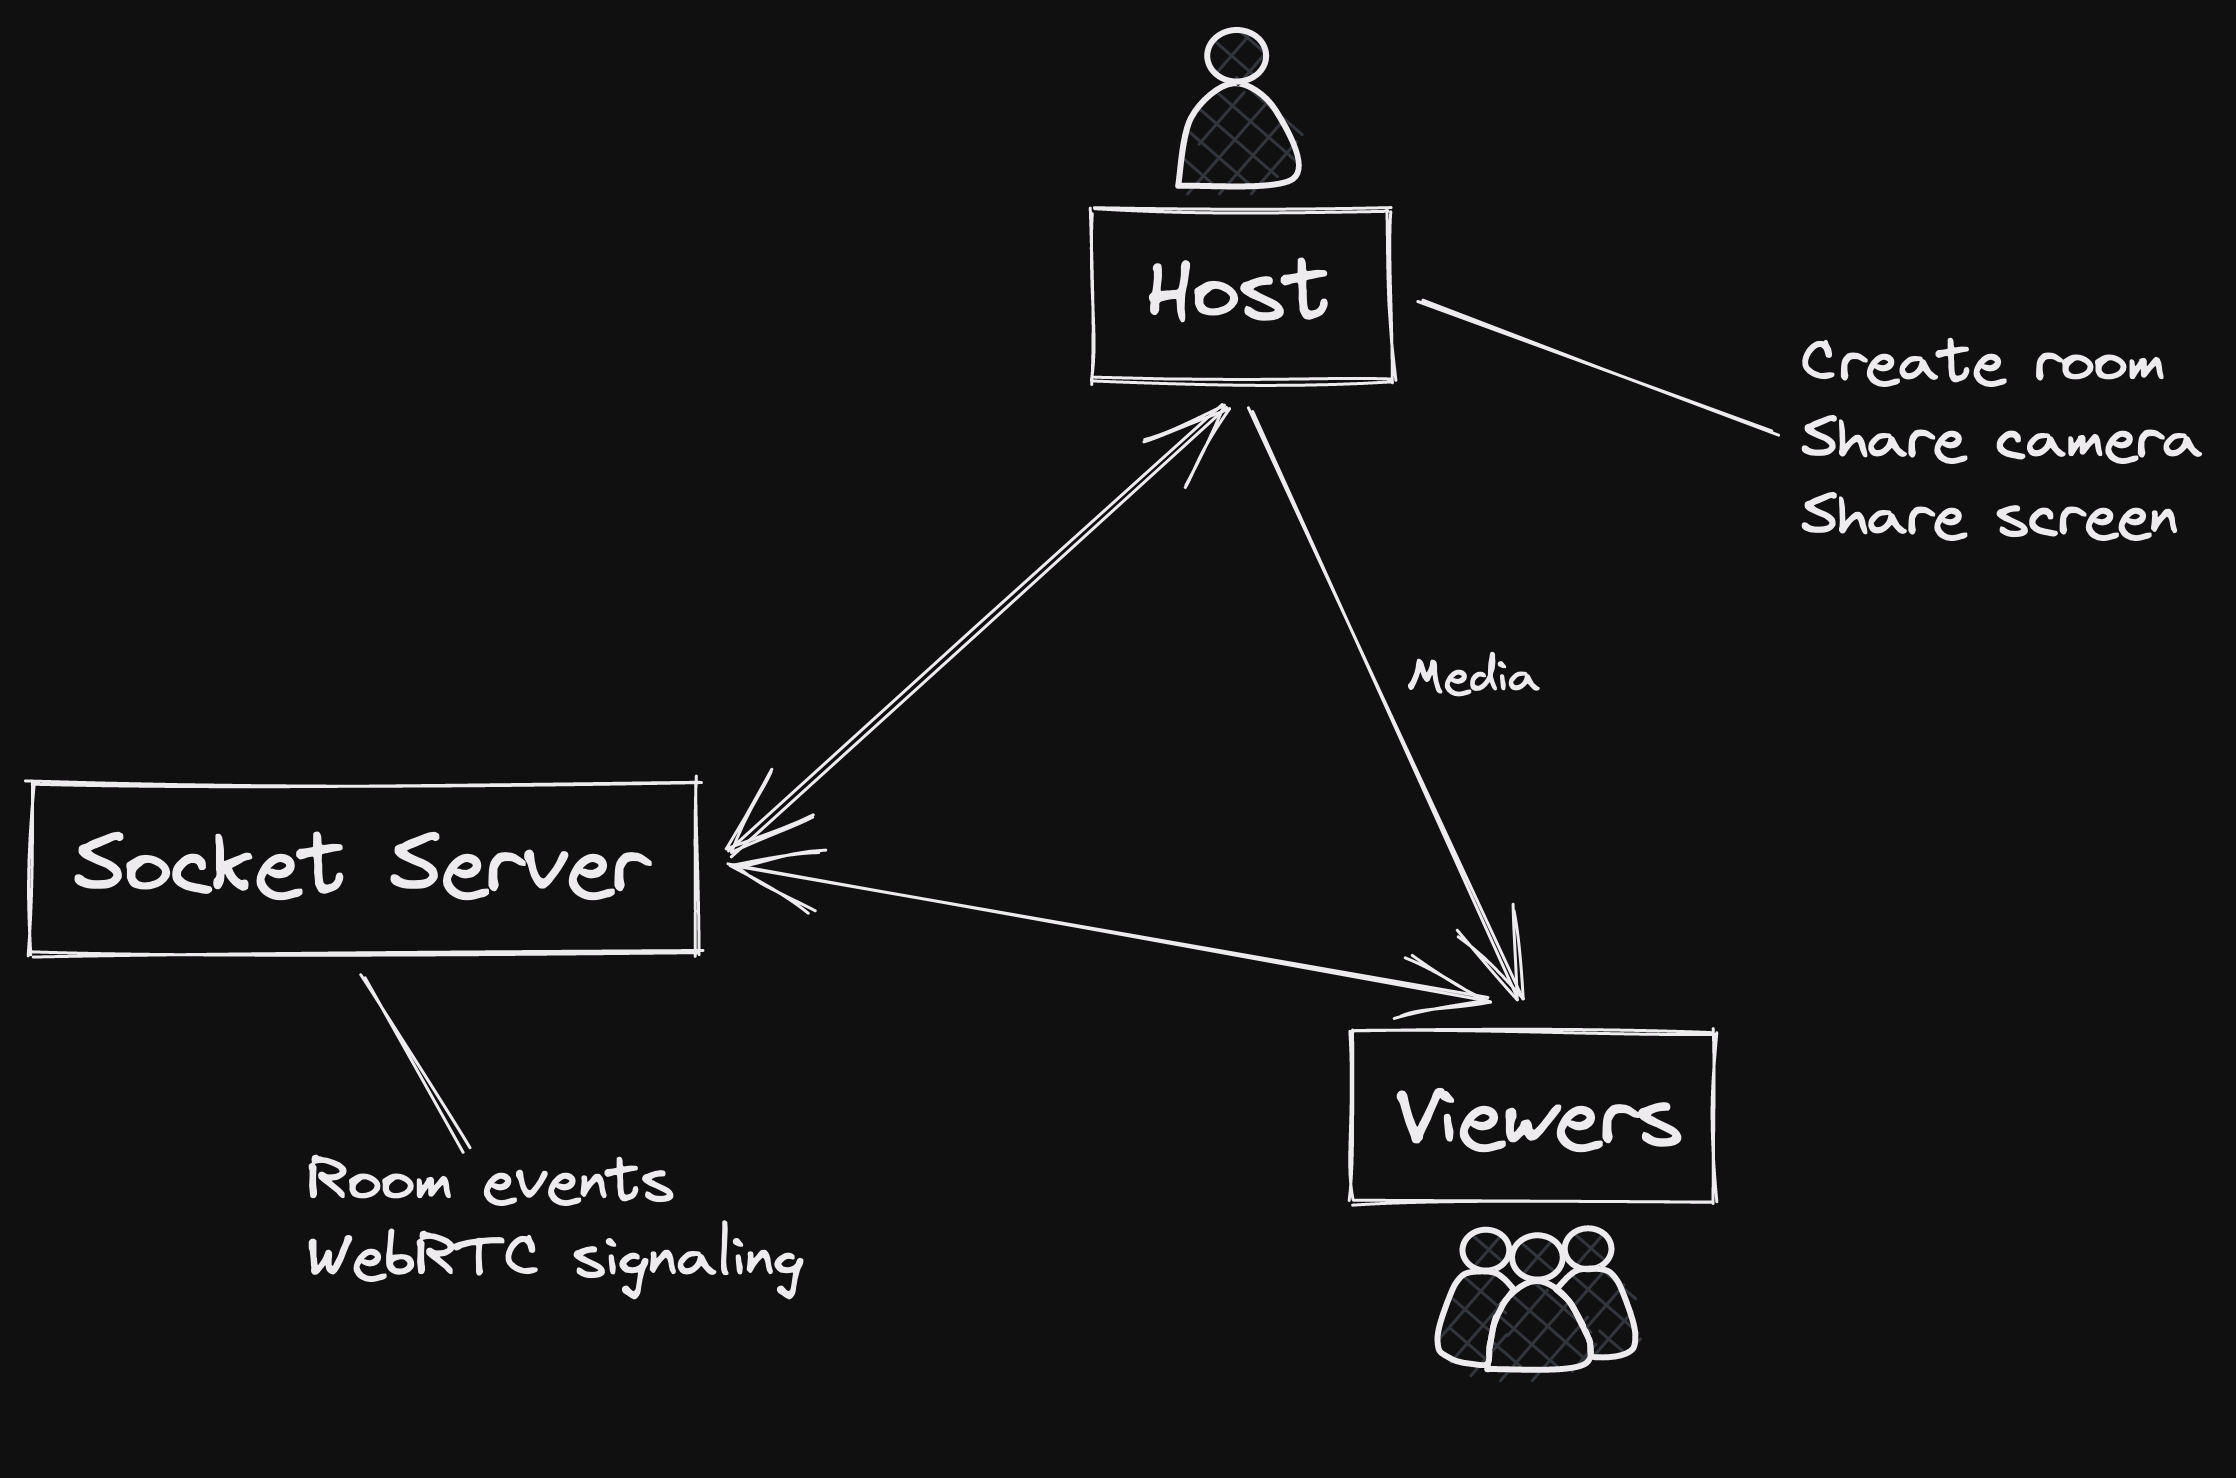 Host
Create room
Share camera
Share screen
Media
Socket Server
Viewers
Room events
WebRTC signaling